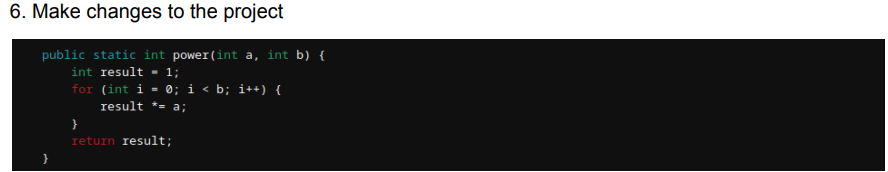 6. Make changes to the project
public static int power(int a, int b) {
    int result = 1;
    for (int i = 0; i < b; i++) {
        result *= a;
    }
    return result;
}